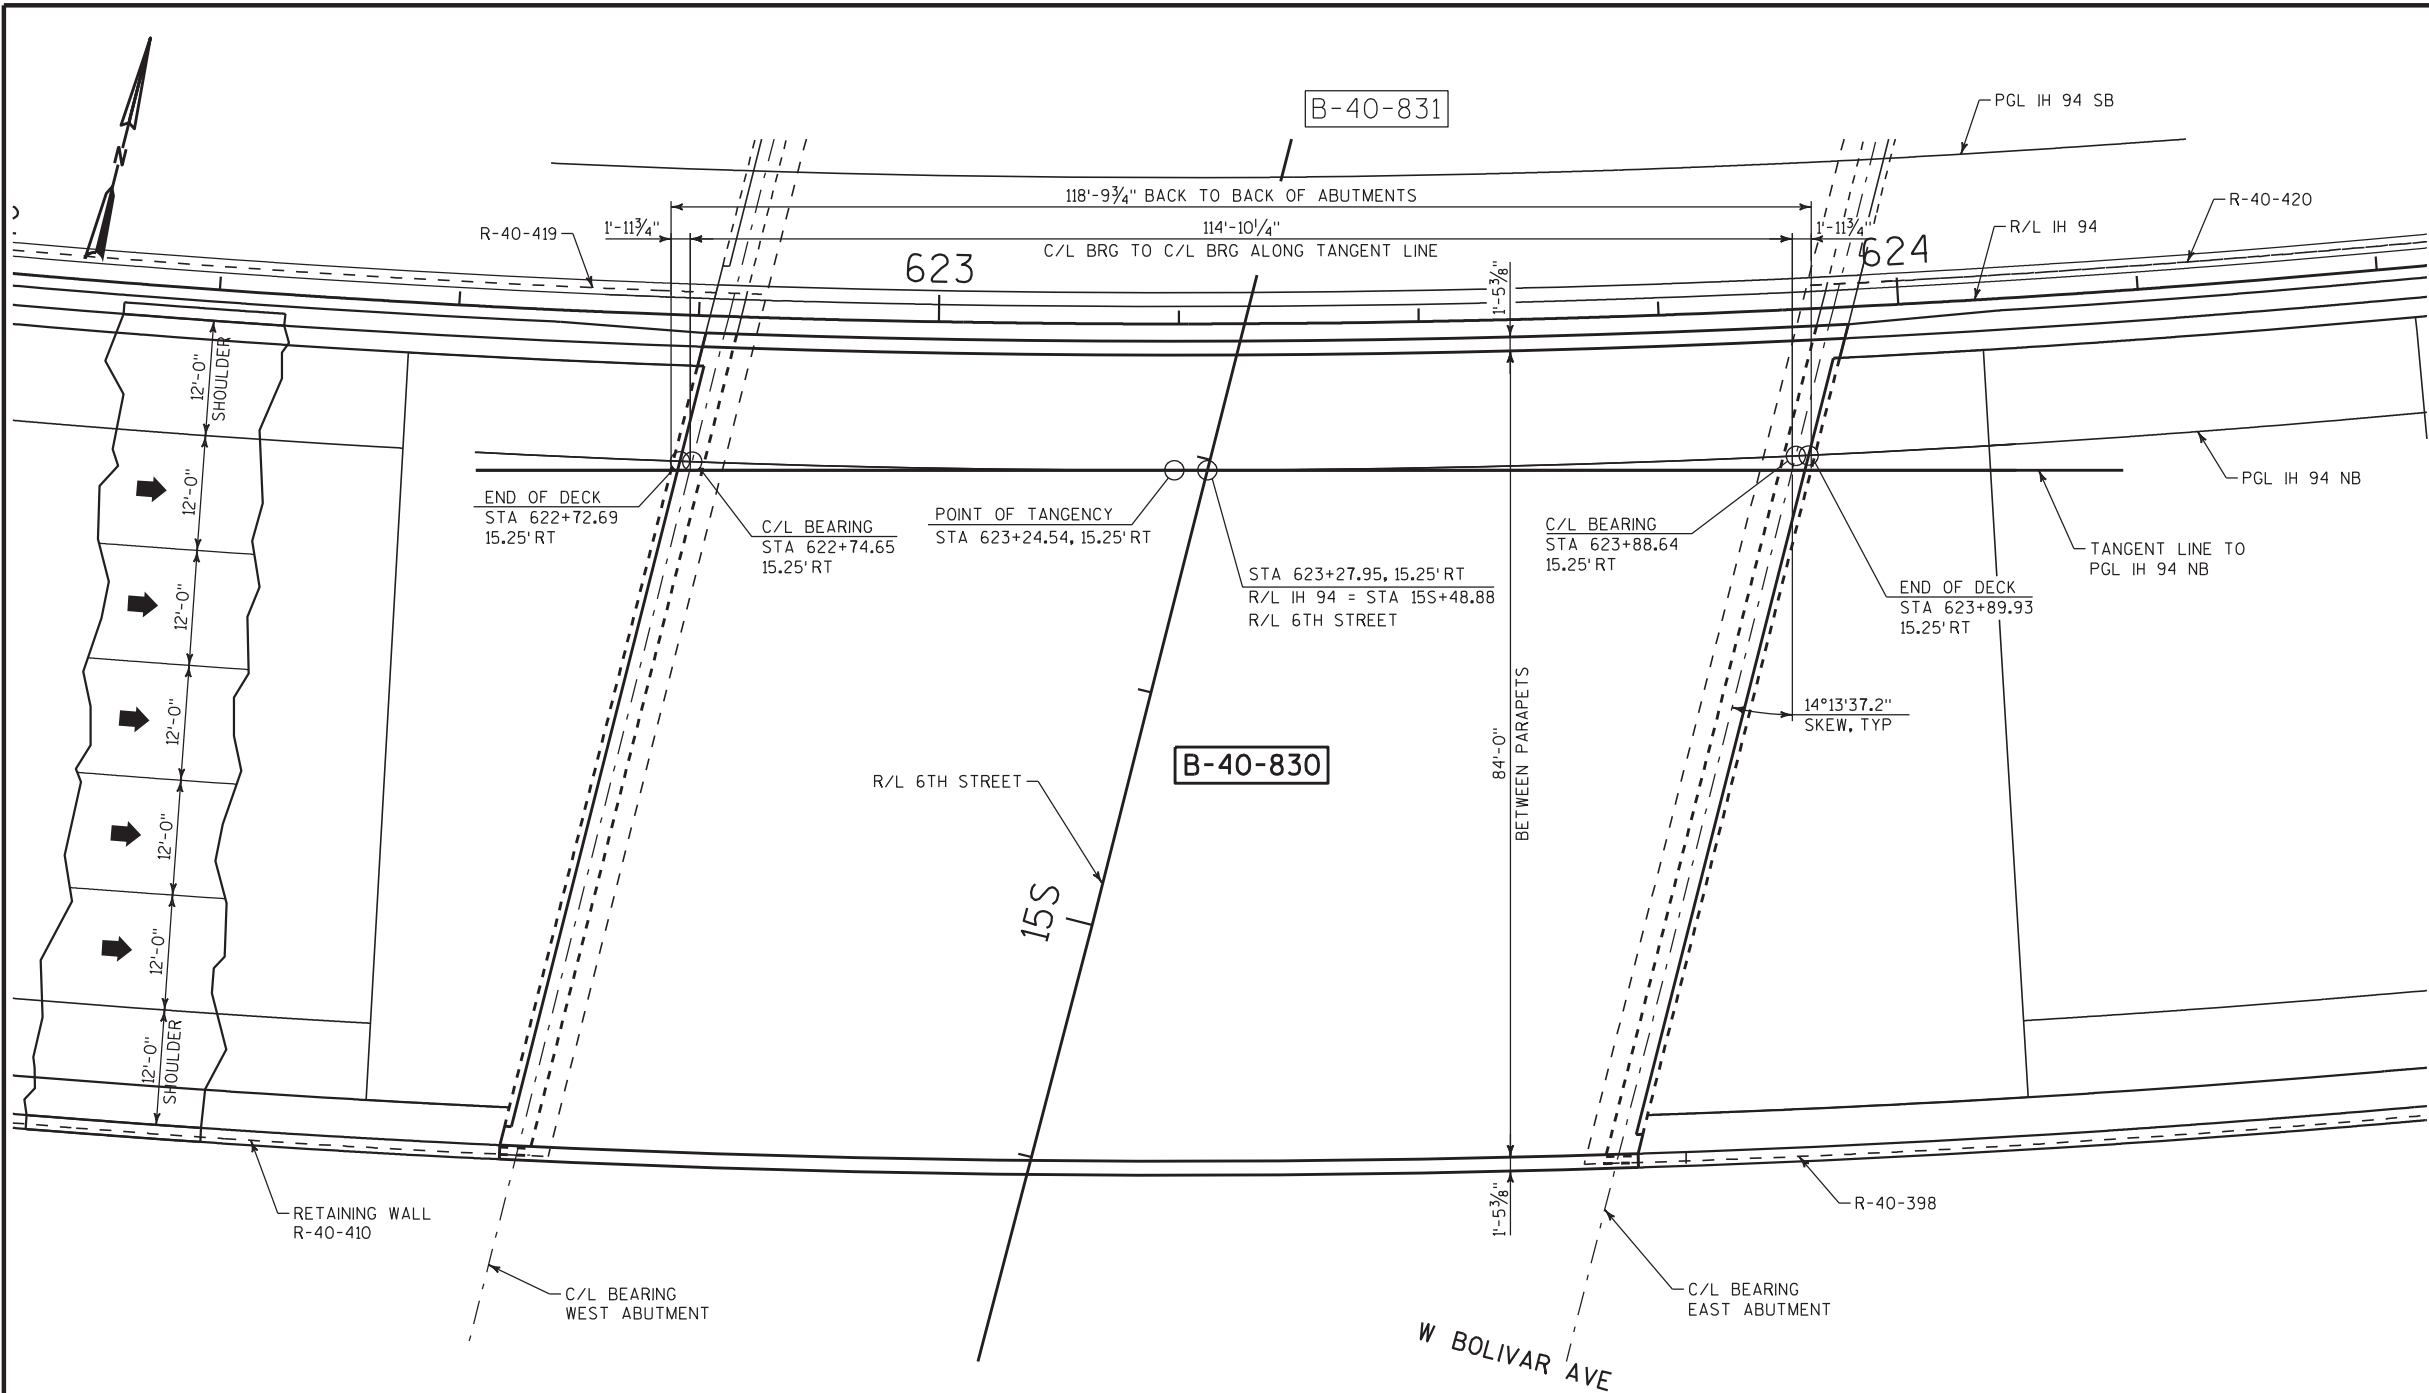 B-40-831
PGL IH 94 SB
N
118'-9¾" BACK TO BACK OF ABUTMENTS
R-40-420
R-40-419
1'-11¾"
114'-10¼"
1'-11¾"
R/L IH 94
C/L BRG TO C/L BRG ALONG TANGENT LINE
623
624
1'-5⅜"
12'-0"
SHOULDER
12'-0"
12'-0"
12'-0"
12'-0"
12'-0"
12'-0"
SHOULDER
END OF DECK
STA 622+72.69
15.25'RT
C/L BEARING
STA 622+74.65
15.25'RT
POINT OF TANGENCY
STA 623+24.54, 15.25'RT
STA 623+27.95, 15.25'RT
R/L IH 94 = STA 15S+48.88
R/L 6TH STREET
C/L BEARING
STA 623+88.64
15.25'RT
END OF DECK
STA 623+89.93
15.25'RT
PGL IH 94 NB
TANGENT LINE TO
PGL IH 94 NB
14°13'37.2"
SKEW, TYP
84'-0"
BETWEEN PARAPETS
B-40-830
R/L 6TH STREET
15S
1'-5⅜"
RETAINING WALL
R-40-410
R-40-398
C/L BEARING
WEST ABUTMENT
C/L BEARING
EAST ABUTMENT
W BOLIVAR AVE